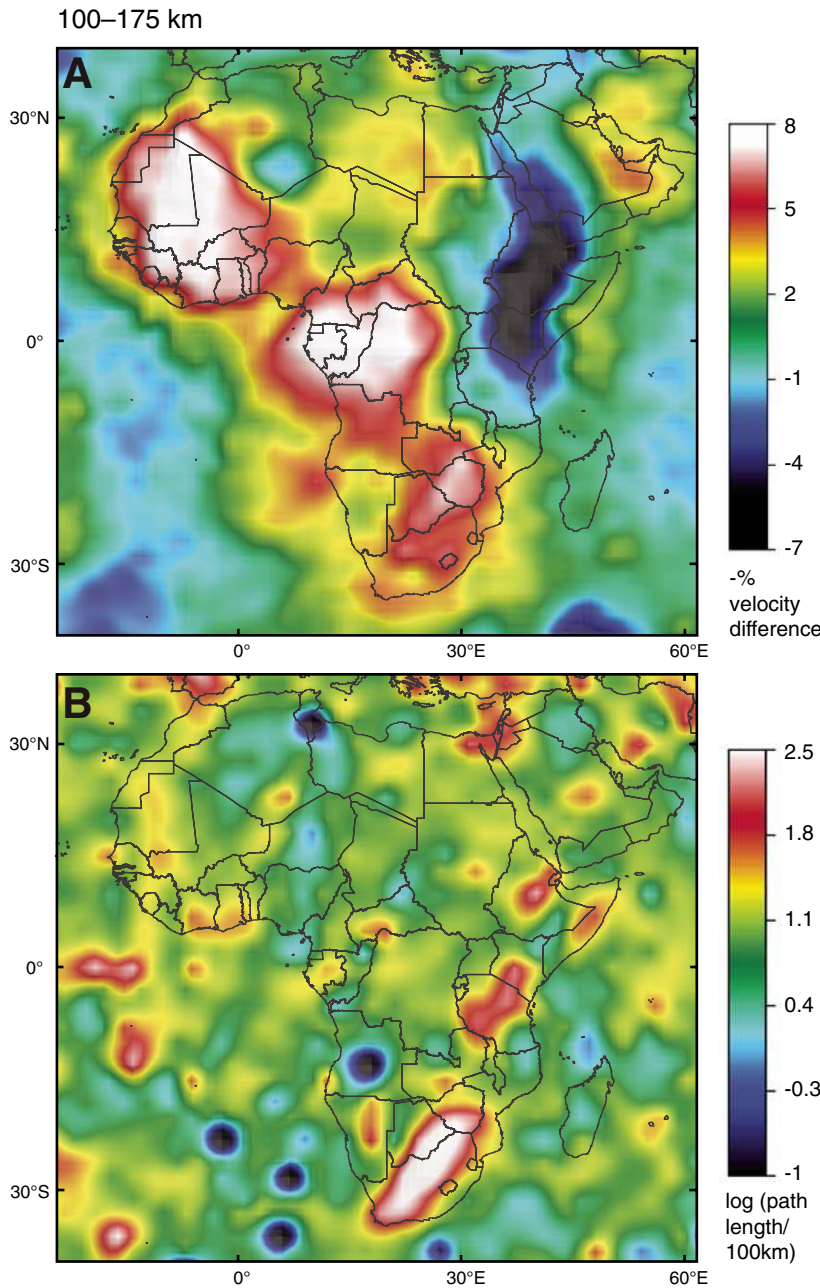 100–175 km
A
30°N
0°
30°S
0°
30°E
60°E
8
5
2
-1
-4
-7
-%
velocity
difference
B
30°N
0°
30°S
0°
30°E
60°E
2.5
1.8
1.1
0.4
-0.3
-1
log (path
length/
100km)